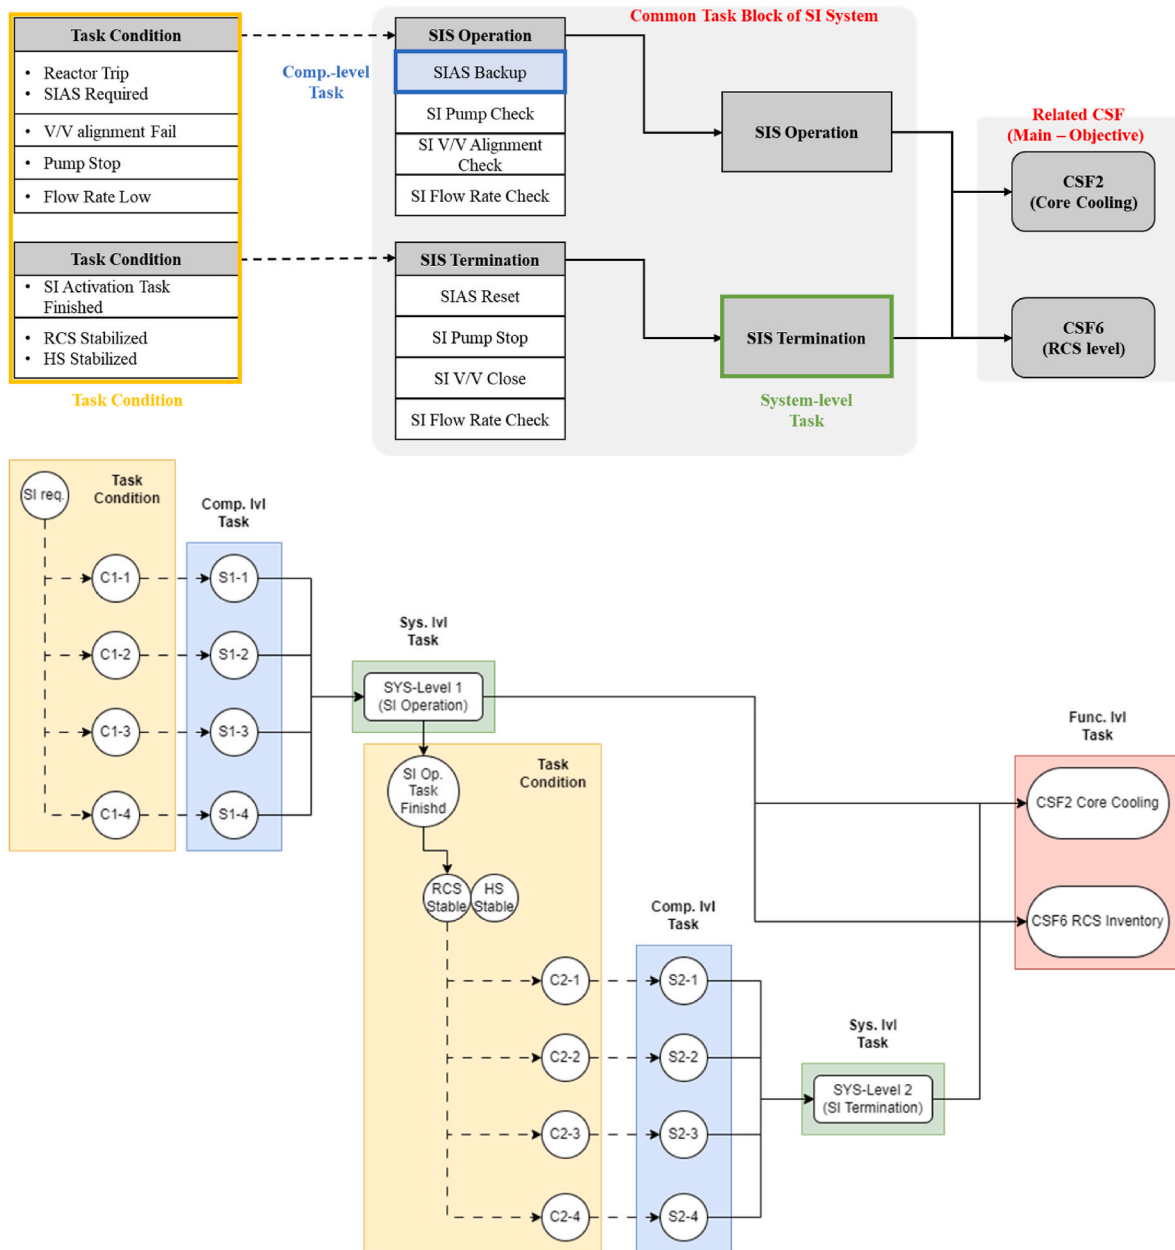 Common Task Block of SI System
Task Condition
• Reactor Trip
• SIAS Required
• V/V alignment Fail
• Pump Stop
• Flow Rate Low
Task Condition
• SI Activation Task
Finished
• RCS Stabilized
• HS Stabilized
Task Condition
Comp.-level
Task
SIS Operation
SIAS Backup
SI Pump Check
SI V/V Alignment
Check
SI Flow Rate Check
SIS Termination
SIAS Reset
SI Pump Stop
SI V/V Close
SI Flow Rate Check
SIS Operation
SIS Termination
System-level
Task
Related CSF
(Main – Objective)
CSF2
(Core Cooling)
CSF6
(RCS level)
SI req.
Task
Condition
C1-1
C1-2
C1-3
C1-4
Comp. lvl
Task
S1-1
S1-2
S1-3
S1-4
Sys. lvl
Task
SYS-Level 1
(SI Operation)
SI Op.
Task
Finishd
Task
Condition
RCS
Stable
HS
Stable
C2-1
C2-2
C2-3
C2-4
Comp. lvl
Task
S2-1
S2-2
S2-3
S2-4
Sys. lvl
Task
SYS-Level 2
(SI Termination)
Func. lvl
Task
CSF2 Core Cooling
CSF6 RCS Inventory